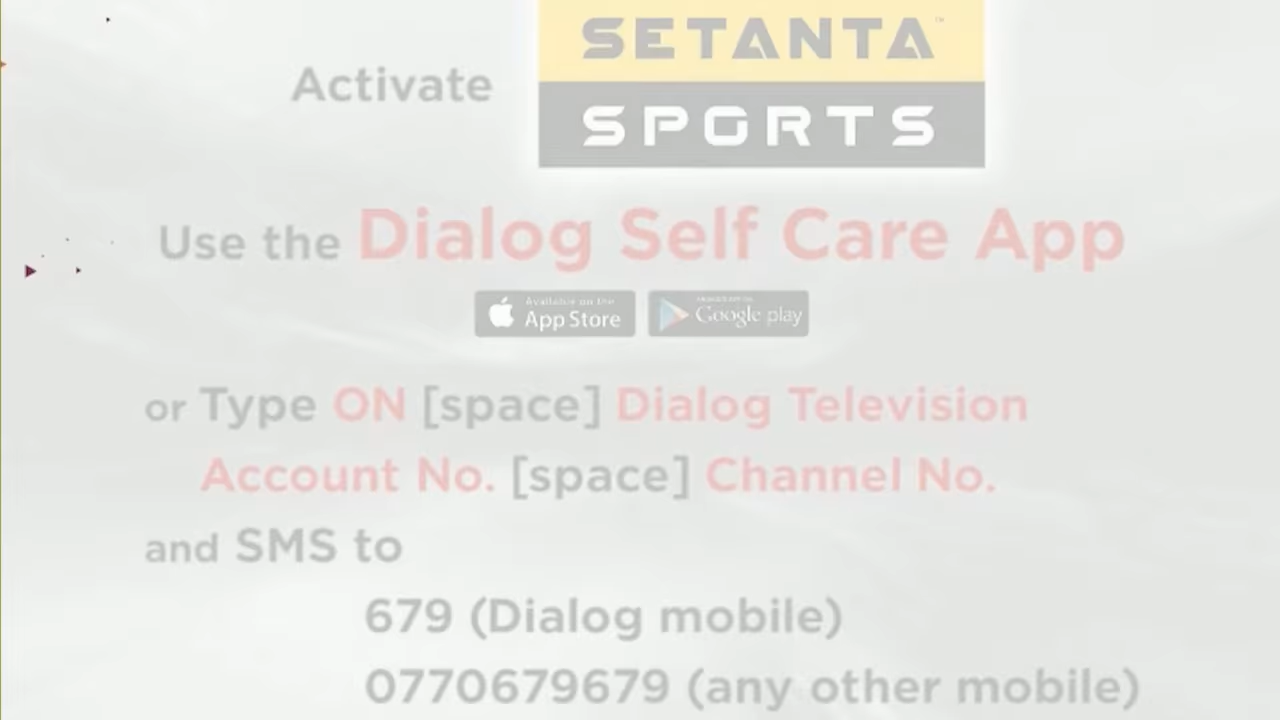 Activate SETANTA™
SPORTS
Use the Dialog Self Care App
Available on the
App Store
Google play
or Type ON [space] Dialog Television
Account No. [space] Channel No.
and SMS to
679 (Dialog mobile)
0770679679 (any other mobile)